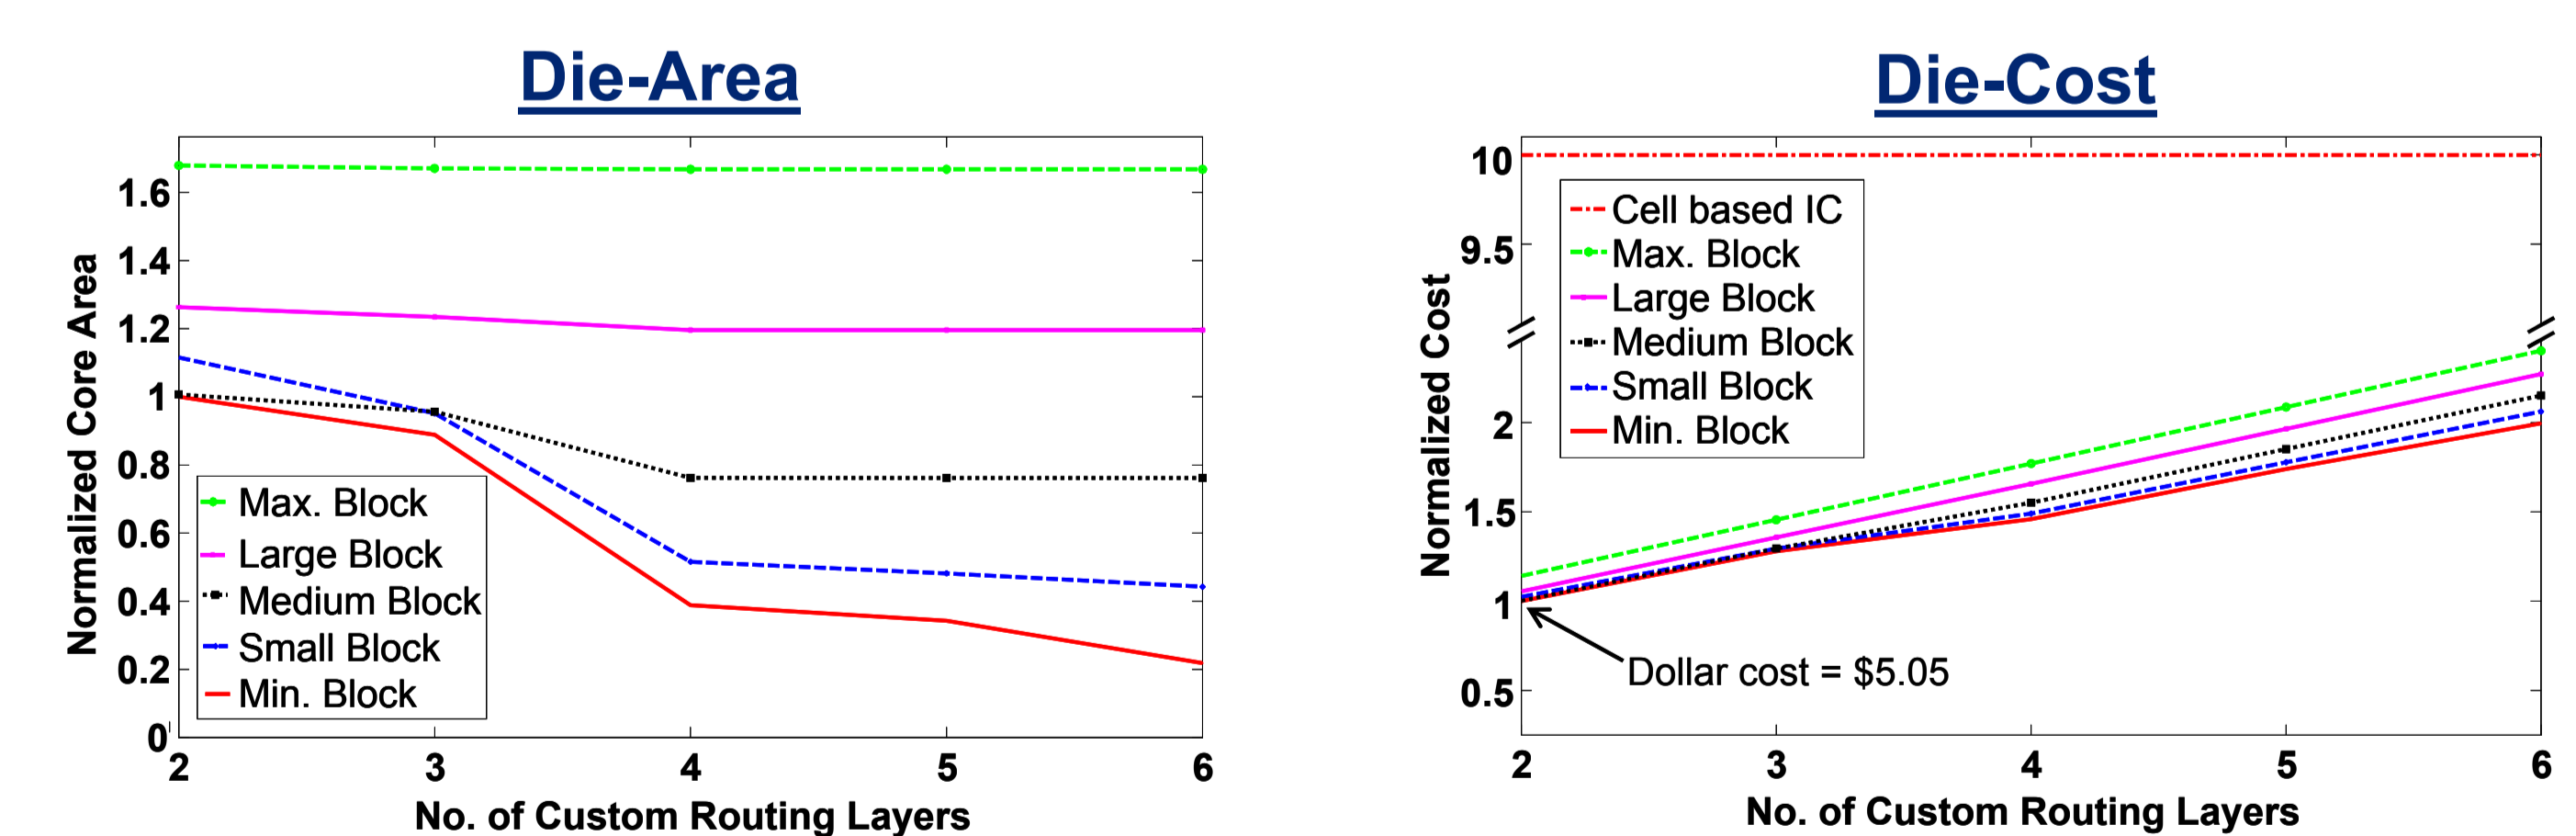 Die-Area
Normalized Core Area
1.6
1.4
1.2
1
0.8
0.6
0.4
0.2
0
Max. Block
Large Block
Medium Block
Small Block
Min. Block
2 3 4 5 6
No. of Custom Routing Layers
Die-Cost
Normalized Cost
10
9.5
2
1.5
1
0.5
Cell based IC
Max. Block
Large Block
Medium Block
Small Block
Min. Block
Dollar cost = $5.05
2 3 4 5 6
No. of Custom Routing Layers